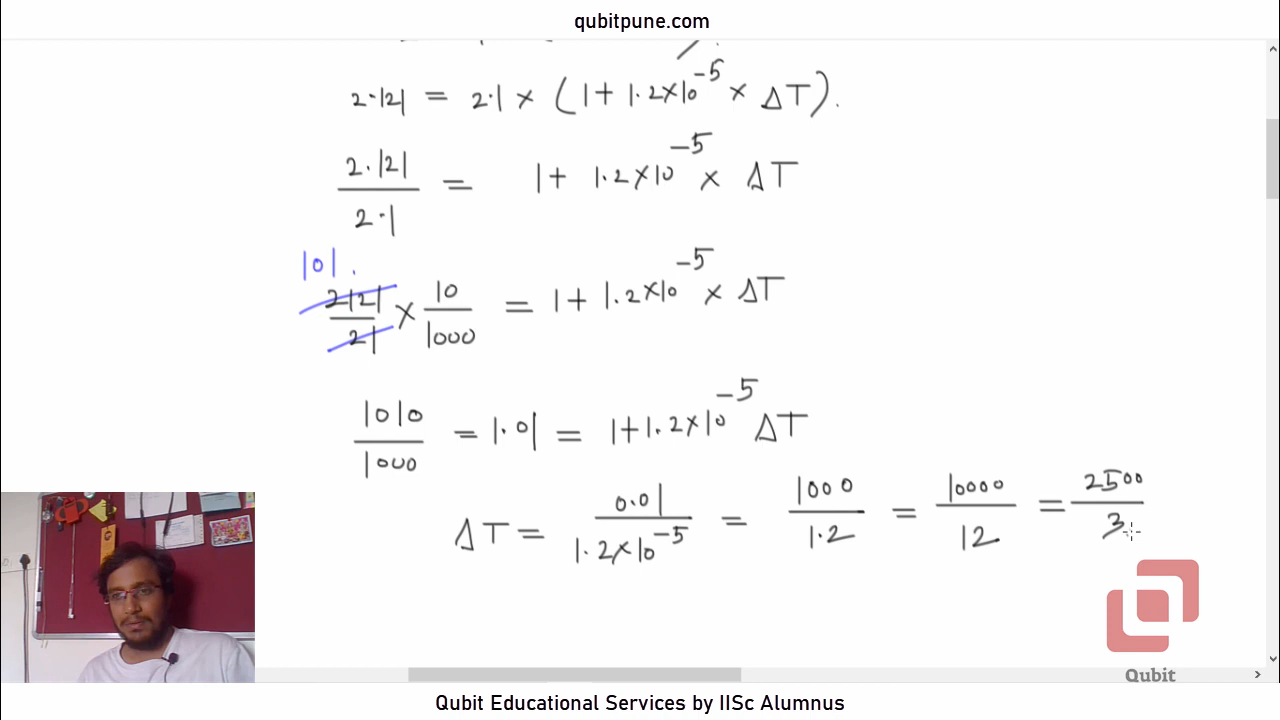 qubitpune.com
2.121 = 2.1 × (1 + 1.2×10^-5 × ΔT).
2.121/2.1 = 1 + 1.2×10^-5 × ΔT
101.
2121/21 × 10/1000 = 1 + 1.2×10^-5 × ΔT
1010/1000 = 1.01 = 1+1.2×10^-5 ΔT
ΔT = 0.01/1.2×10^-5 = 1000/1.2 = 10000/12 = 2500/3
Qubit
Qubit Educational Services by IISc Alumnus